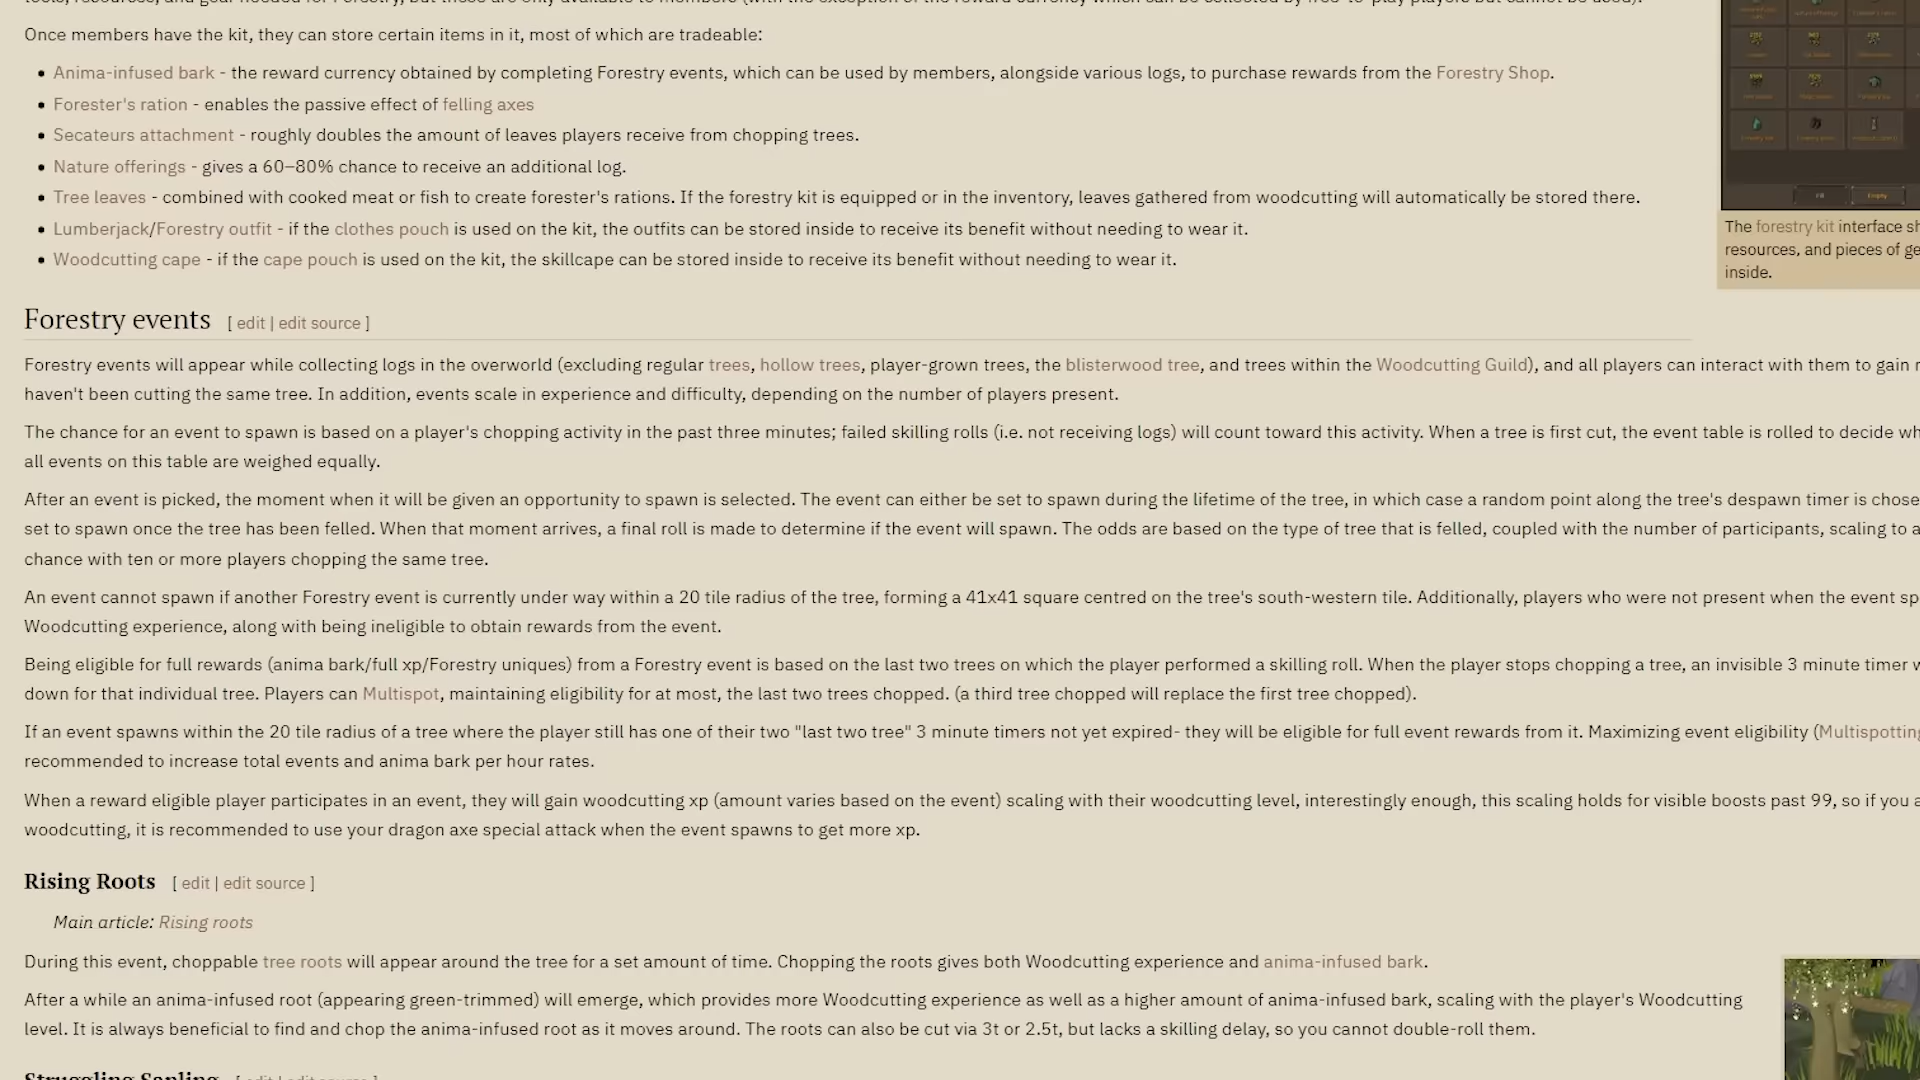 Once members have the kit, they can store certain items in it, most of which are tradeable:
• Anima-infused bark - the reward currency obtained by completing Forestry events, which can be used by members, alongside various logs, to purchase rewards from the Forestry Shop.
• Forester's ration - enables the passive effect of felling axes
• Secateurs attachment - roughly doubles the amount of leaves players receive from chopping trees.
• Nature offerings - gives a 60–80% chance to receive an additional log.
• Tree leaves - combined with cooked meat or fish to create forester's rations. If the forestry kit is equipped or in the inventory, leaves gathered from woodcutting will automatically be stored there.
• Lumberjack/Forestry outfit - if the clothes pouch is used on the kit, the outfits can be stored inside to receive its benefit without needing to wear it.
• Woodcutting cape - if the cape pouch is used on the kit, the skillcape can be stored inside to receive its benefit without needing to wear it.
The forestry kit interface
resources, and pieces of
inside.
Forestry events [ edit | edit source ]
Forestry events will appear while collecting logs in the overworld (excluding regular trees, hollow trees, player-grown trees, the blisterwood tree, and trees within the Woodcutting Guild), and all players can interact with them to gain
haven't been cutting the same tree. In addition, events scale in experience and difficulty, depending on the number of players present.
The chance for an event to spawn is based on a player's chopping activity in the past three minutes; failed skilling rolls (i.e. not receiving logs) will count toward this activity. When a tree is first cut, the event table is rolled to decide
all events on this table are weighed equally.
After an event is picked, the moment when it will be given an opportunity to spawn is selected. The event can either be set to spawn during the lifetime of the tree, in which case a random point along the tree's despawn timer is
set to spawn once the tree has been felled. When that moment arrives, a final roll is made to determine if the event will spawn. The odds are based on the type of tree that is felled, coupled with the number of participants, scaling to a
chance with ten or more players chopping the same tree.
An event cannot spawn if another Forestry event is currently under way within a 20 tile radius of the tree, forming a 41x41 square centred on the tree's south-western tile. Additionally, players who were not present when the event
Woodcutting experience, along with being ineligible to obtain rewards from the event.
Being eligible for full rewards (anima bark/full xp/Forestry uniques) from a Forestry event is based on the last two trees on which the player performed a skilling roll. When the player stops chopping a tree, an invisible 3 minute timer
down for that individual tree. Players can Multispot, maintaining eligibility for at most, the last two trees chopped. (a third tree chopped will replace the first tree chopped).
If an event spawns within the 20 tile radius of a tree where the player still has one of their two "last two tree" 3 minute timers not yet expired- they will be eligible for full event rewards from it. Maximizing event eligibility (Multispotting
recommended to increase total events and anima bark per hour rates.
When a reward eligible player participates in an event, they will gain woodcutting xp (amount varies based on the event) scaling with their woodcutting level, interestingly enough, this scaling holds for visible boosts past 99, so if you
woodcutting, it is recommended to use your dragon axe special attack when the event spawns to get more xp.
Rising Roots [ edit | edit source ]
Main article: Rising roots
During this event, choppable tree roots will appear around the tree for a set amount of time. Chopping the roots gives both Woodcutting experience and anima-infused bark.
After a while an anima-infused root (appearing green-trimmed) will emerge, which provides more Woodcutting experience as well as a higher amount of anima-infused bark, scaling with the player's Woodcutting
level. It is always beneficial to find and chop the anima-infused root as it moves around. The roots can also be cut via 3t or 2.5t, but lacks a skilling delay, so you cannot double-roll them.
Struggling Sapling [ edit | edit source ]